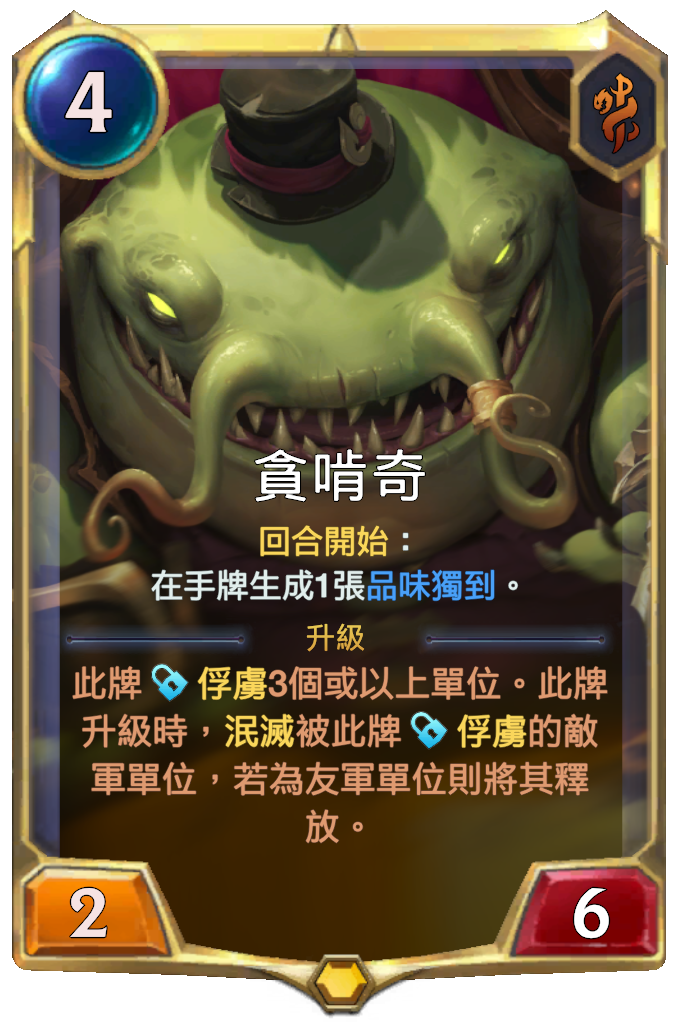 4
貪啃奇
回合開始：
在手牌生成1張品味獨到。
升級
此牌 俘虜3個或以上單位。此牌
升級時，泯滅被此牌 俘虜的敵
軍單位，若為友軍單位則將其釋
放。
2
6